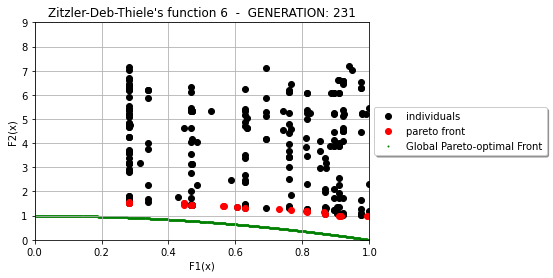 Zitzler-Deb-Thiele's function 6 - GENERATION: 231
F2(x)
9
8
7
6
5
4
3
2
1
0
0.0 0.2 0.4 0.6 0.8 1.0
F1(x)
individuals
pareto front
Global Pareto-optimal Front